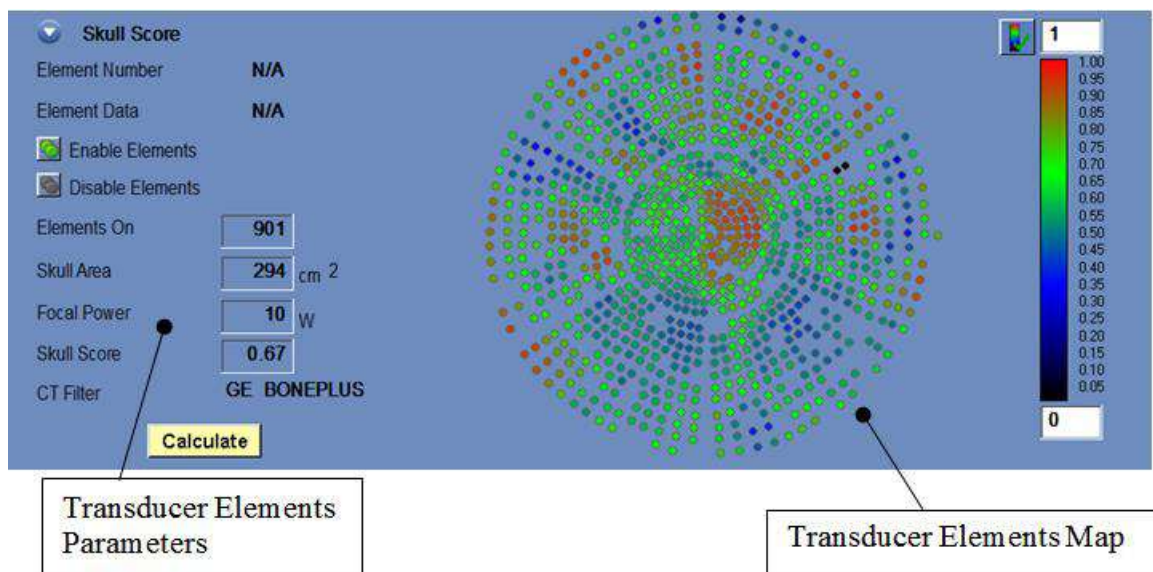 Skull Score
Element Number N/A
Element Data N/A
Enable Elements
Disable Elements
Elements On 901
Skull Area 294 cm 2
Focal Power 10 W
Skull Score 0.67
CT Filter GE BONEPLUS
Calculate
1
1.00
0.95
0.90
0.85
0.80
0.75
0.70
0.65
0.60
0.55
0.50
0.45
0.40
0.35
0.30
0.25
0.20
0.15
0.10
0.05
0
Transducer Elements
Parameters
Transducer Elements Map